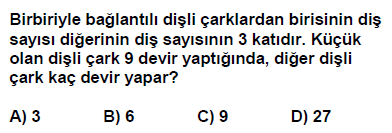 Birbiriyle bağlantılı dişli çarklardan birisinin diş
sayısı diğerinin diş sayısının 3 katıdır. Küçük
olan dişli çark 9 devir yaptığında, diğer dişli
çark kaç devir yapar?
A) 3 B) 6 C) 9 D) 27